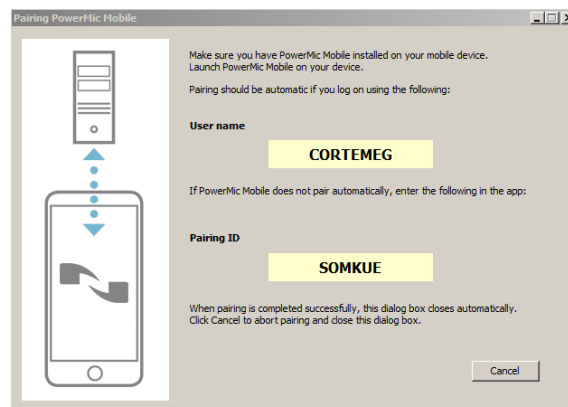 Pairing PowerMic Mobile
Make sure you have PowerMic Mobile installed on your mobile device.
Launch PowerMic Mobile on your device.
Pairing should be automatic if you log on using the following:
User name
CORTEMEG
If PowerMic Mobile does not pair automatically, enter the following in the app:
Pairing ID
SOMKUE
When pairing is completed successfully, this dialog box closes automatically.
Click Cancel to abort pairing and close this dialog box.
Cancel